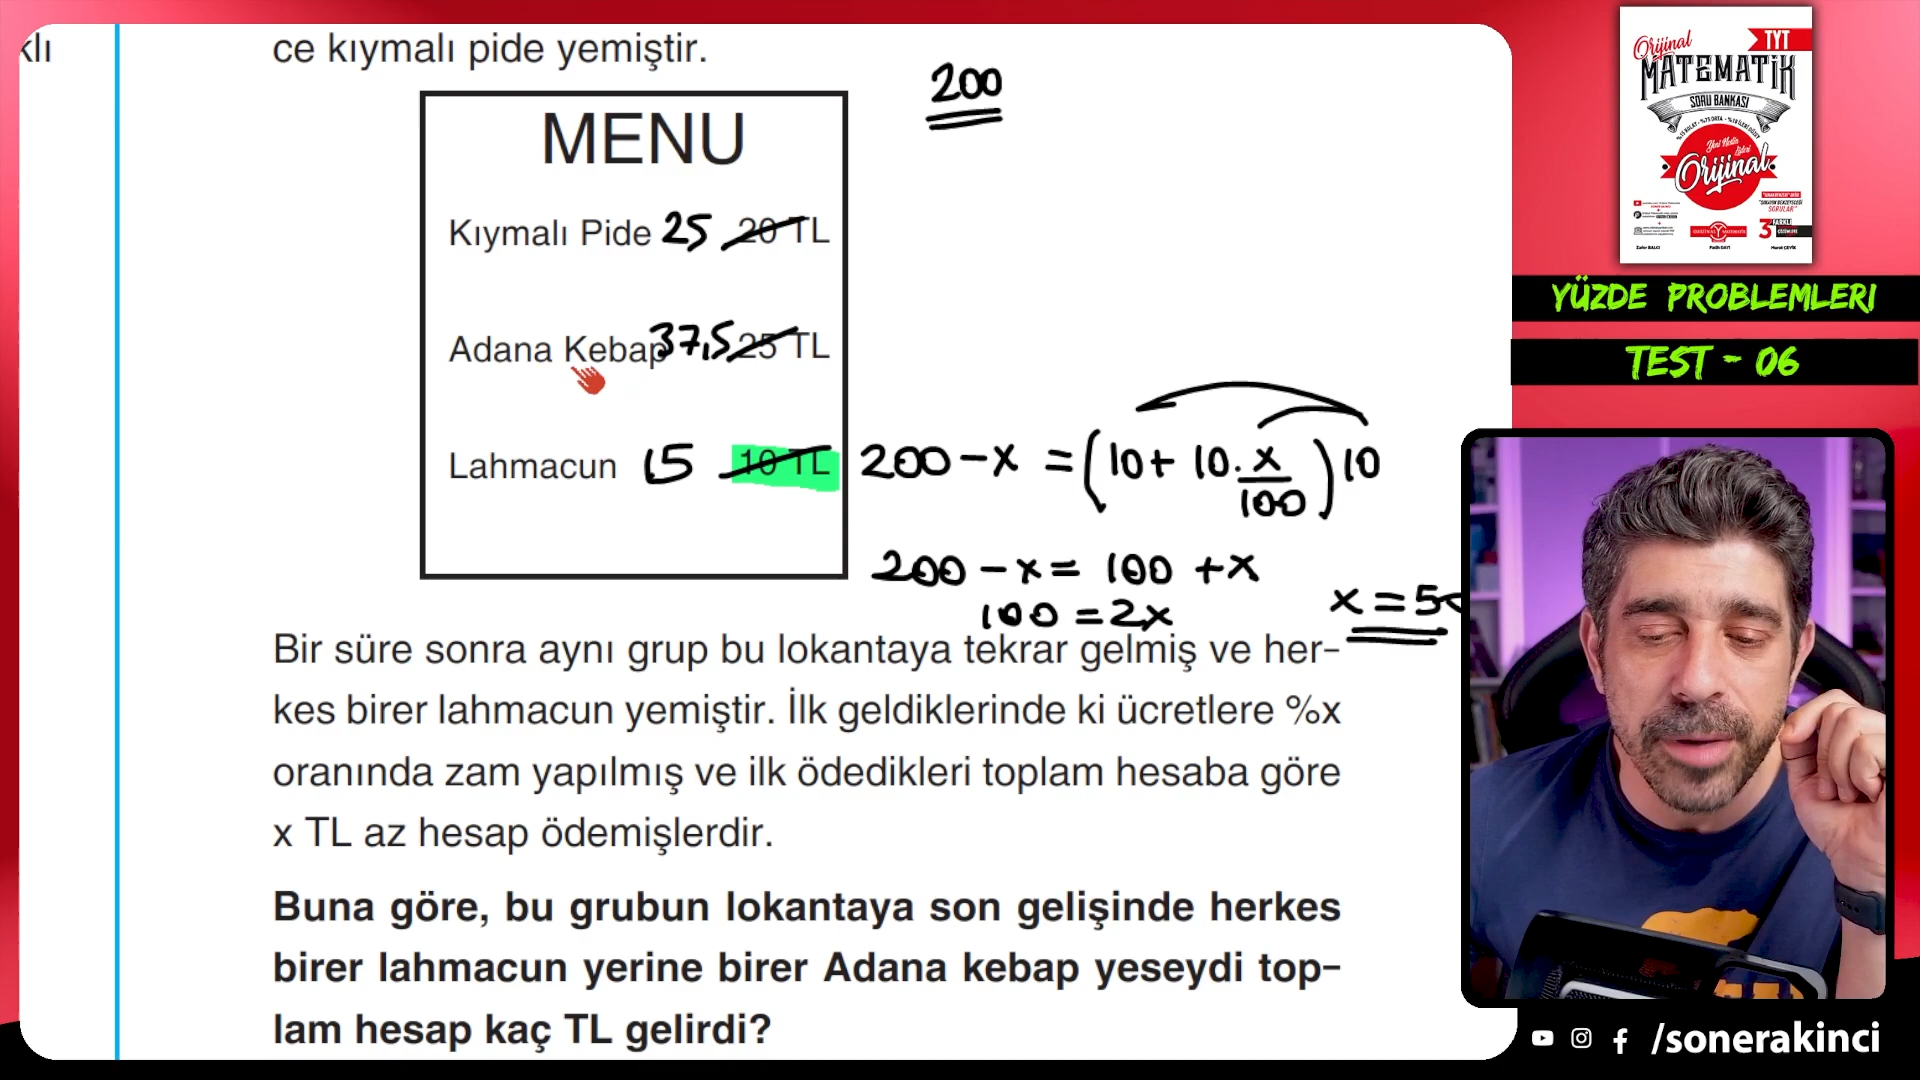 klı
ce kıymalı pide yemiştir.
200
MENU
Kıymalı Pide 25 20 TL
Adana Kebap 37,5 25 TL
Lahmacun 15 10 TL
200 - x = (10 + 10. x/100) 10
200 - x = 100 + x
100 = 2x
x = 50
Bir süre sonra aynı grup bu lokantaya tekrar gelmiş ve her-
kes birer lahmacun yemiştir. İlk geldiklerinde ki ücretlere %x
oranında zam yapılmış ve ilk ödedikleri toplam hesaba göre
x TL az hesap ödemişlerdir.
Buna göre, bu grubun lokantaya son gelişinde herkes
birer lahmacun yerine birer Adana kebap yeseydi top-
lam hesap kaç TL gelirdi?
Orijinal
TYT
MATEMATİK
SORU BANKASI
Orijinal
YÜZDE PROBLEMLERI
TEST - 06
/sonerakinci